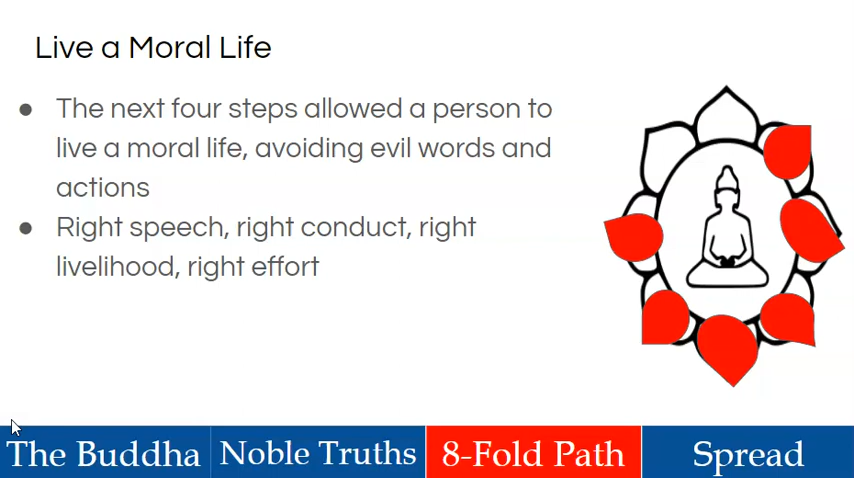 Live a Moral Life
● The next four steps allowed a person to
live a moral life, avoiding evil words and
actions
● Right speech, right conduct, right
livelihood, right effort
The Buddha Noble Truths 8-Fold Path Spread